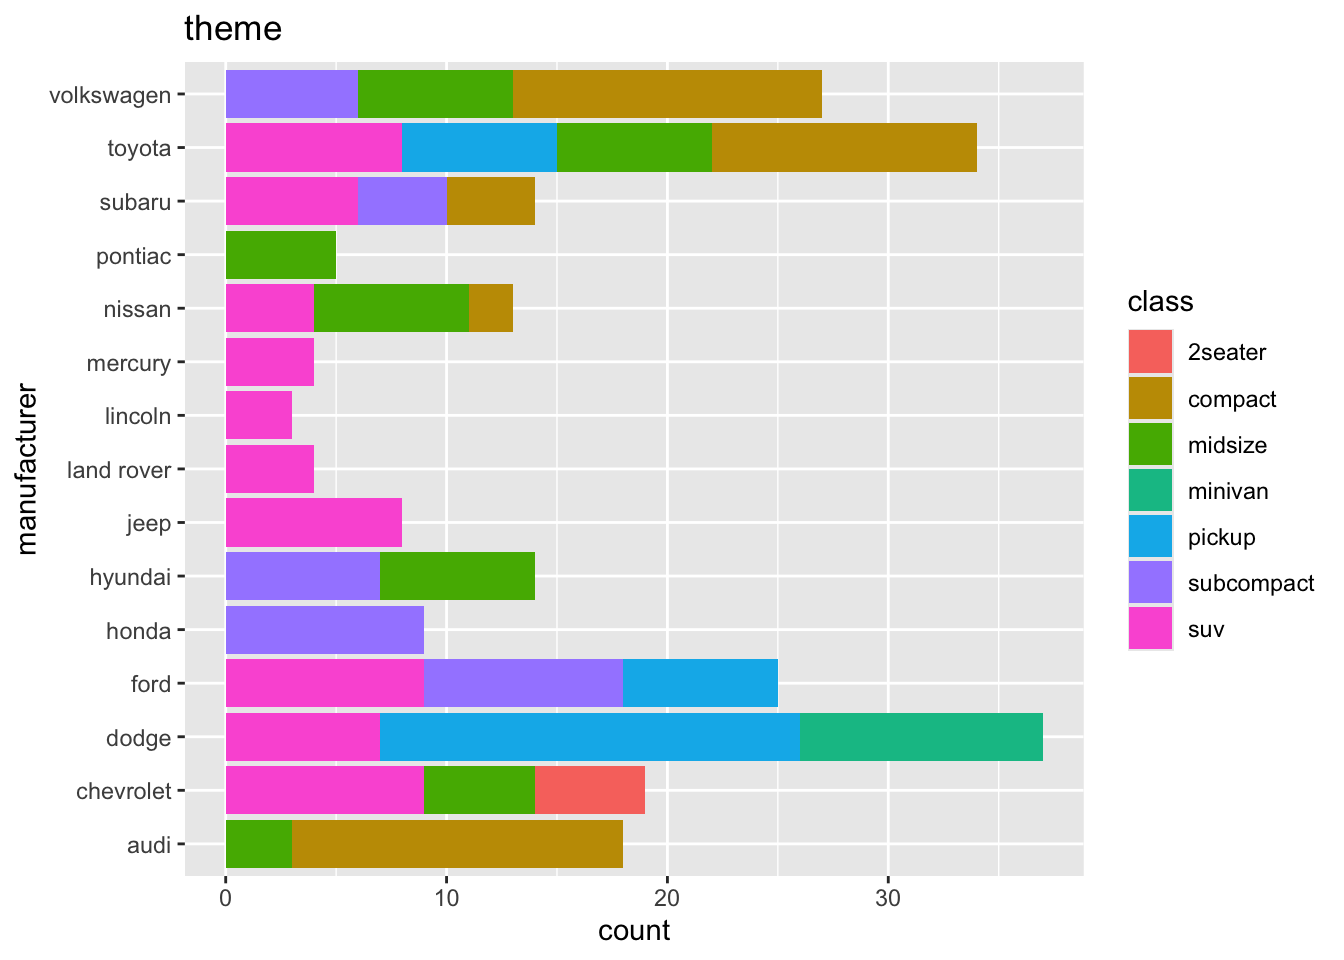 theme
volkswagen
toyota
subaru
pontiac
nissan
mercury
lincoln
land rover
jeep
hyundai
honda
ford
dodge
chevrolet
audi
manufacturer
0 10 20 30
count
class
2seater
compact
midsize
minivan
pickup
subcompact
suv